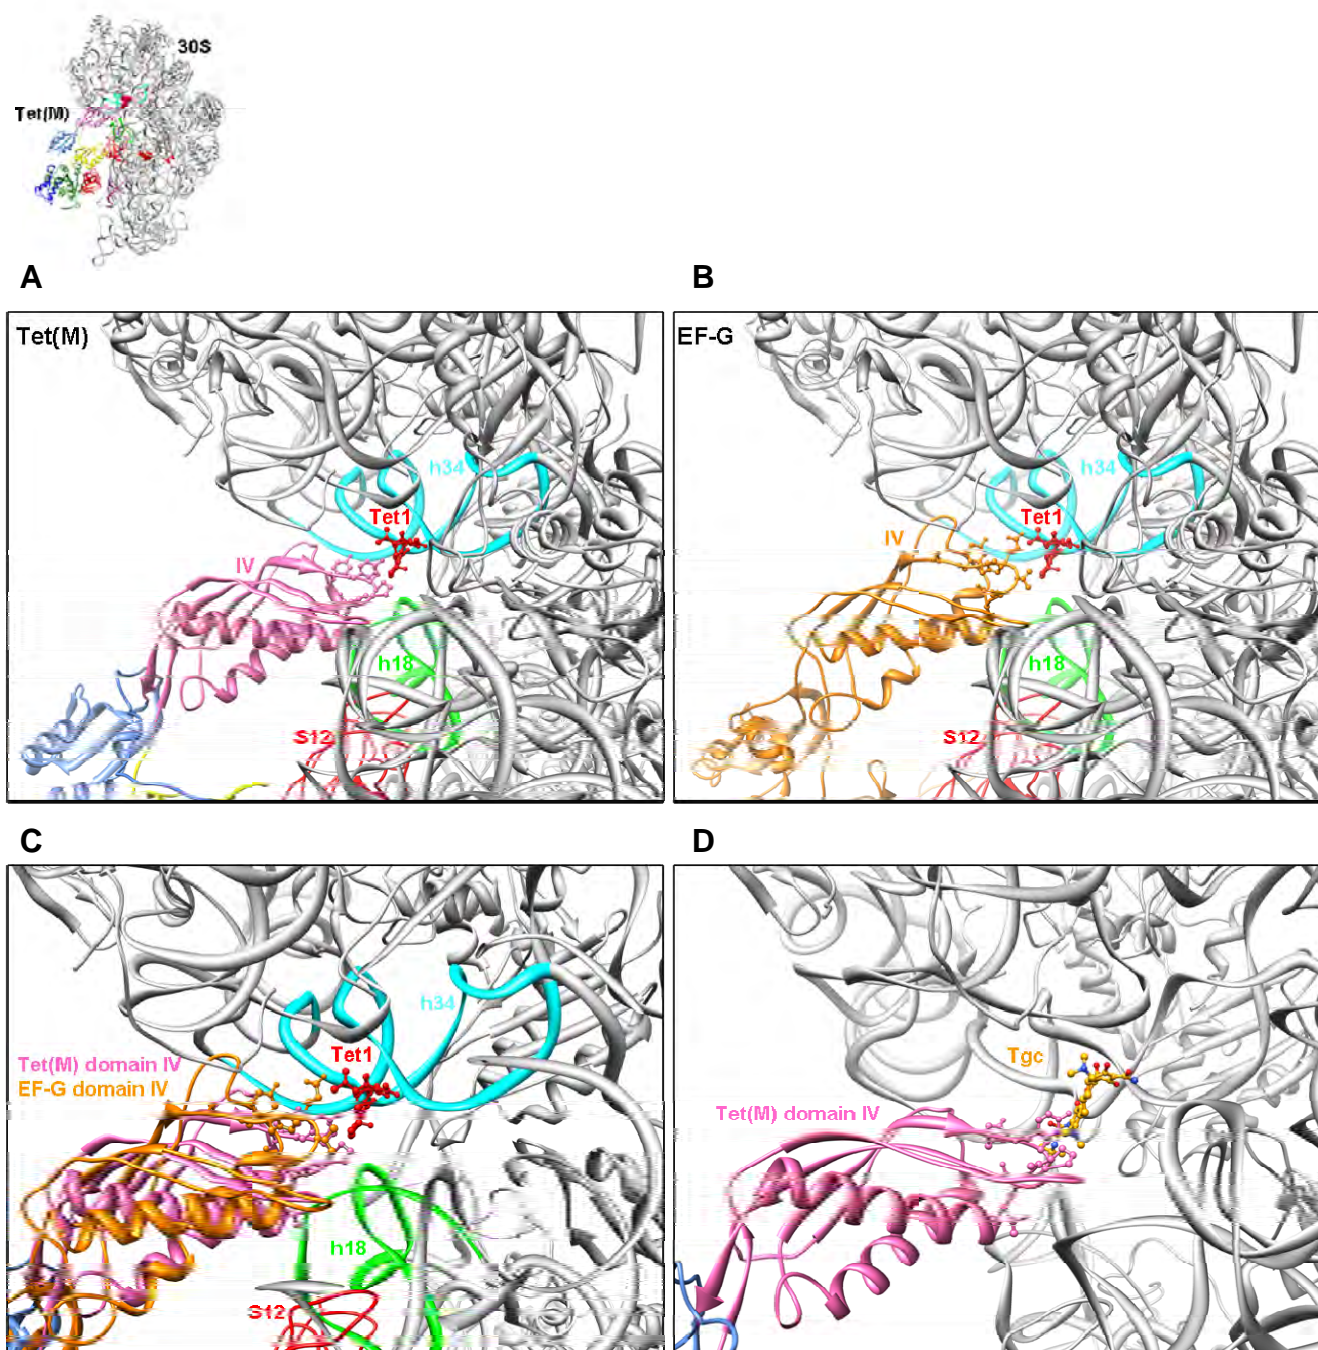 30S
Tet(M)
A
B
Tet(M)
h34
Tet1
IV
h18
S12
EF-G
h34
Tet1
IV
h18
S12
C
D
h34
Tet1
Tet(M) domain IV
EF-G domain IV
h18
S12
Tgc
Tet(M) domain IV